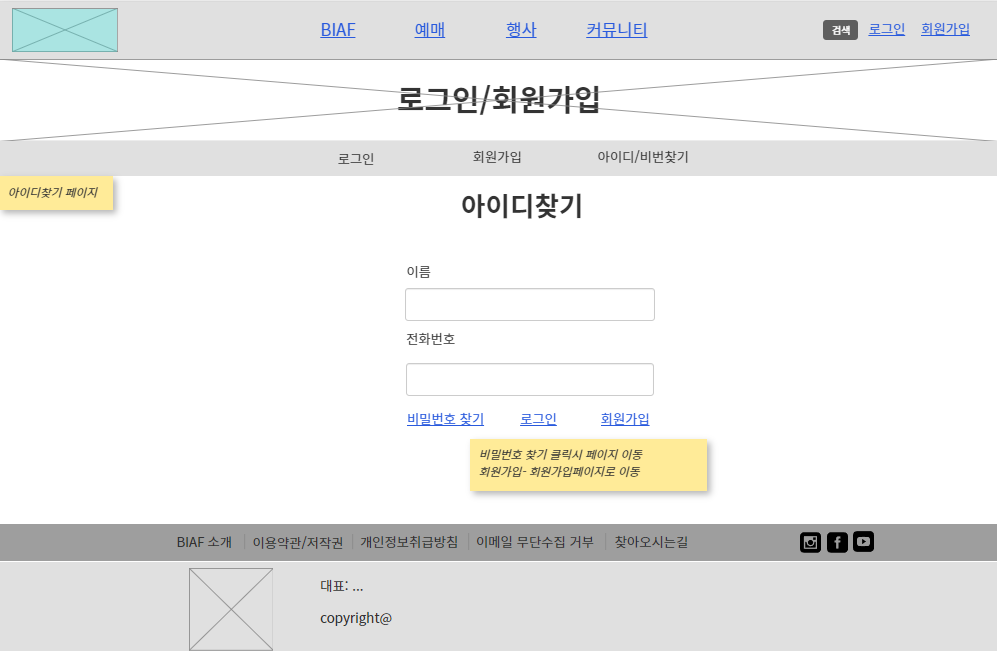 BIAF 예매 행사 커뮤니티 검색 로그인 회원가입
로그인/회원가입
로그인 회원가입 아이디/비번찾기
아이디찾기 페이지
아이디찾기
이름
전화번호
비밀번호 찾기 로그인 회원가입
비밀번호 찾기 클릭시 페이지 이동
회원가입- 회원가입페이지로 이동
BIAF 소개 이용약관/저작권 개인정보취급방침 이메일 무단수집 거부 찾아오시는길
대표: ...
copyright@